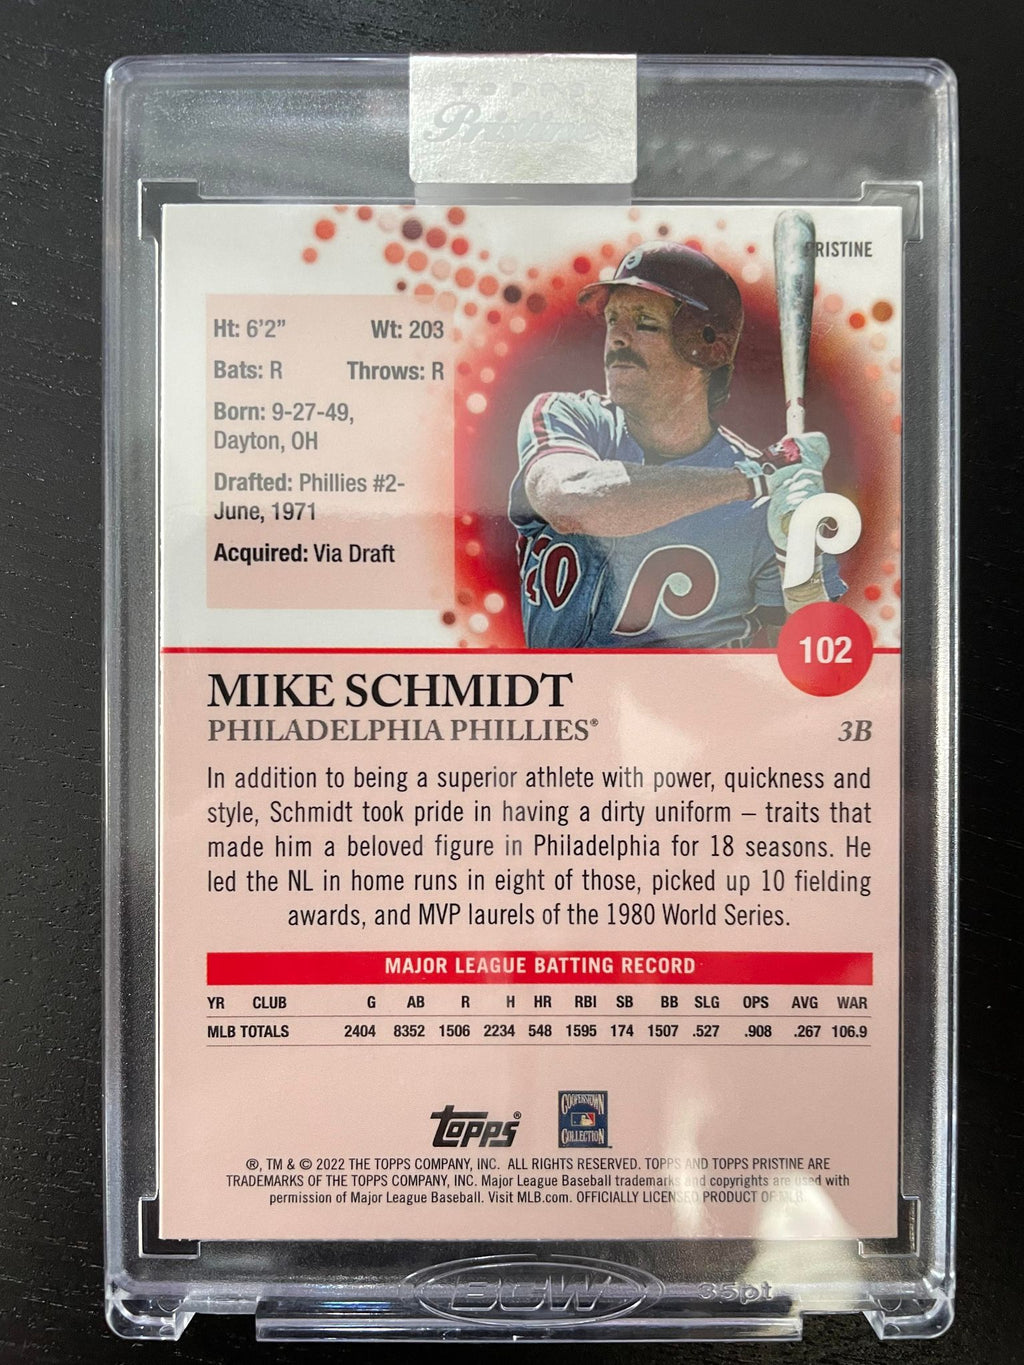 TOPPS
Pristine
PRISTINE
Ht: 6'2" Wt: 203
Bats: R Throws: R
Born: 9-27-49,
Dayton, OH
Drafted: Phillies #2-
June, 1971
Acquired: Via Draft
P
P
102
MIKE SCHMIDT
PHILADELPHIA PHILLIES® 3B
In addition to being a superior athlete with power, quickness and
style, Schmidt took pride in having a dirty uniform – traits that
made him a beloved figure in Philadelphia for 18 seasons. He
led the NL in home runs in eight of those, picked up 10 fielding
awards, and MVP laurels of the 1980 World Series.
MAJOR LEAGUE BATTING RECORD
YR CLUB G AB R H HR RBI SB BB SLG OPS AVG WAR
MLB TOTALS 2404 8352 1506 2234 548 1595 174 1507 .527 .908 .267 106.9
topps®
COOPERSTOWN
COLLECTION
®, TM & © 2022 THE TOPPS COMPANY, INC. ALL RIGHTS RESERVED. TOPPS AND TOPPS PRISTINE ARE
TRADEMARKS OF THE TOPPS COMPANY, INC. Major League Baseball trademarks and copyrights are used with
permission of Major League Baseball. Visit MLB.com. OFFICIALLY LICENSED PRODUCT OF MLB.
BCW 35pt